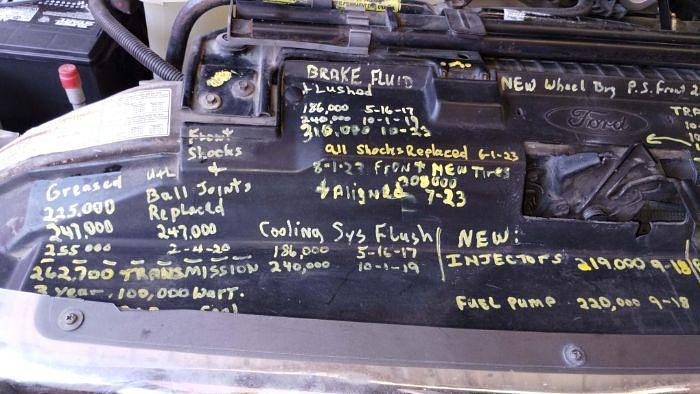 BRAKE FLUID
Flushed
186,000 5-16-17
240,000 10-1-19
310,000 10-23
NEW Wheel Brg P.S. Front 2
Ford
All Shocks Replaced 6-1-23
8-1-23 Front NEW Tires
308000
Aligned 7-23
Front
Shocks
Greased
225,000
247,000
255,000
U+L &
Ball Joints
Replaced
247,000
2-4-20
Cooling Sys Flush
186,000 5-16-17
240,000 10-1-19
262,700 TRANSMISSION
3 year, 100,000 Warr.
NEW:
INJECTORS 219,000 9-18
FUEL PUMP 220,000 9-18